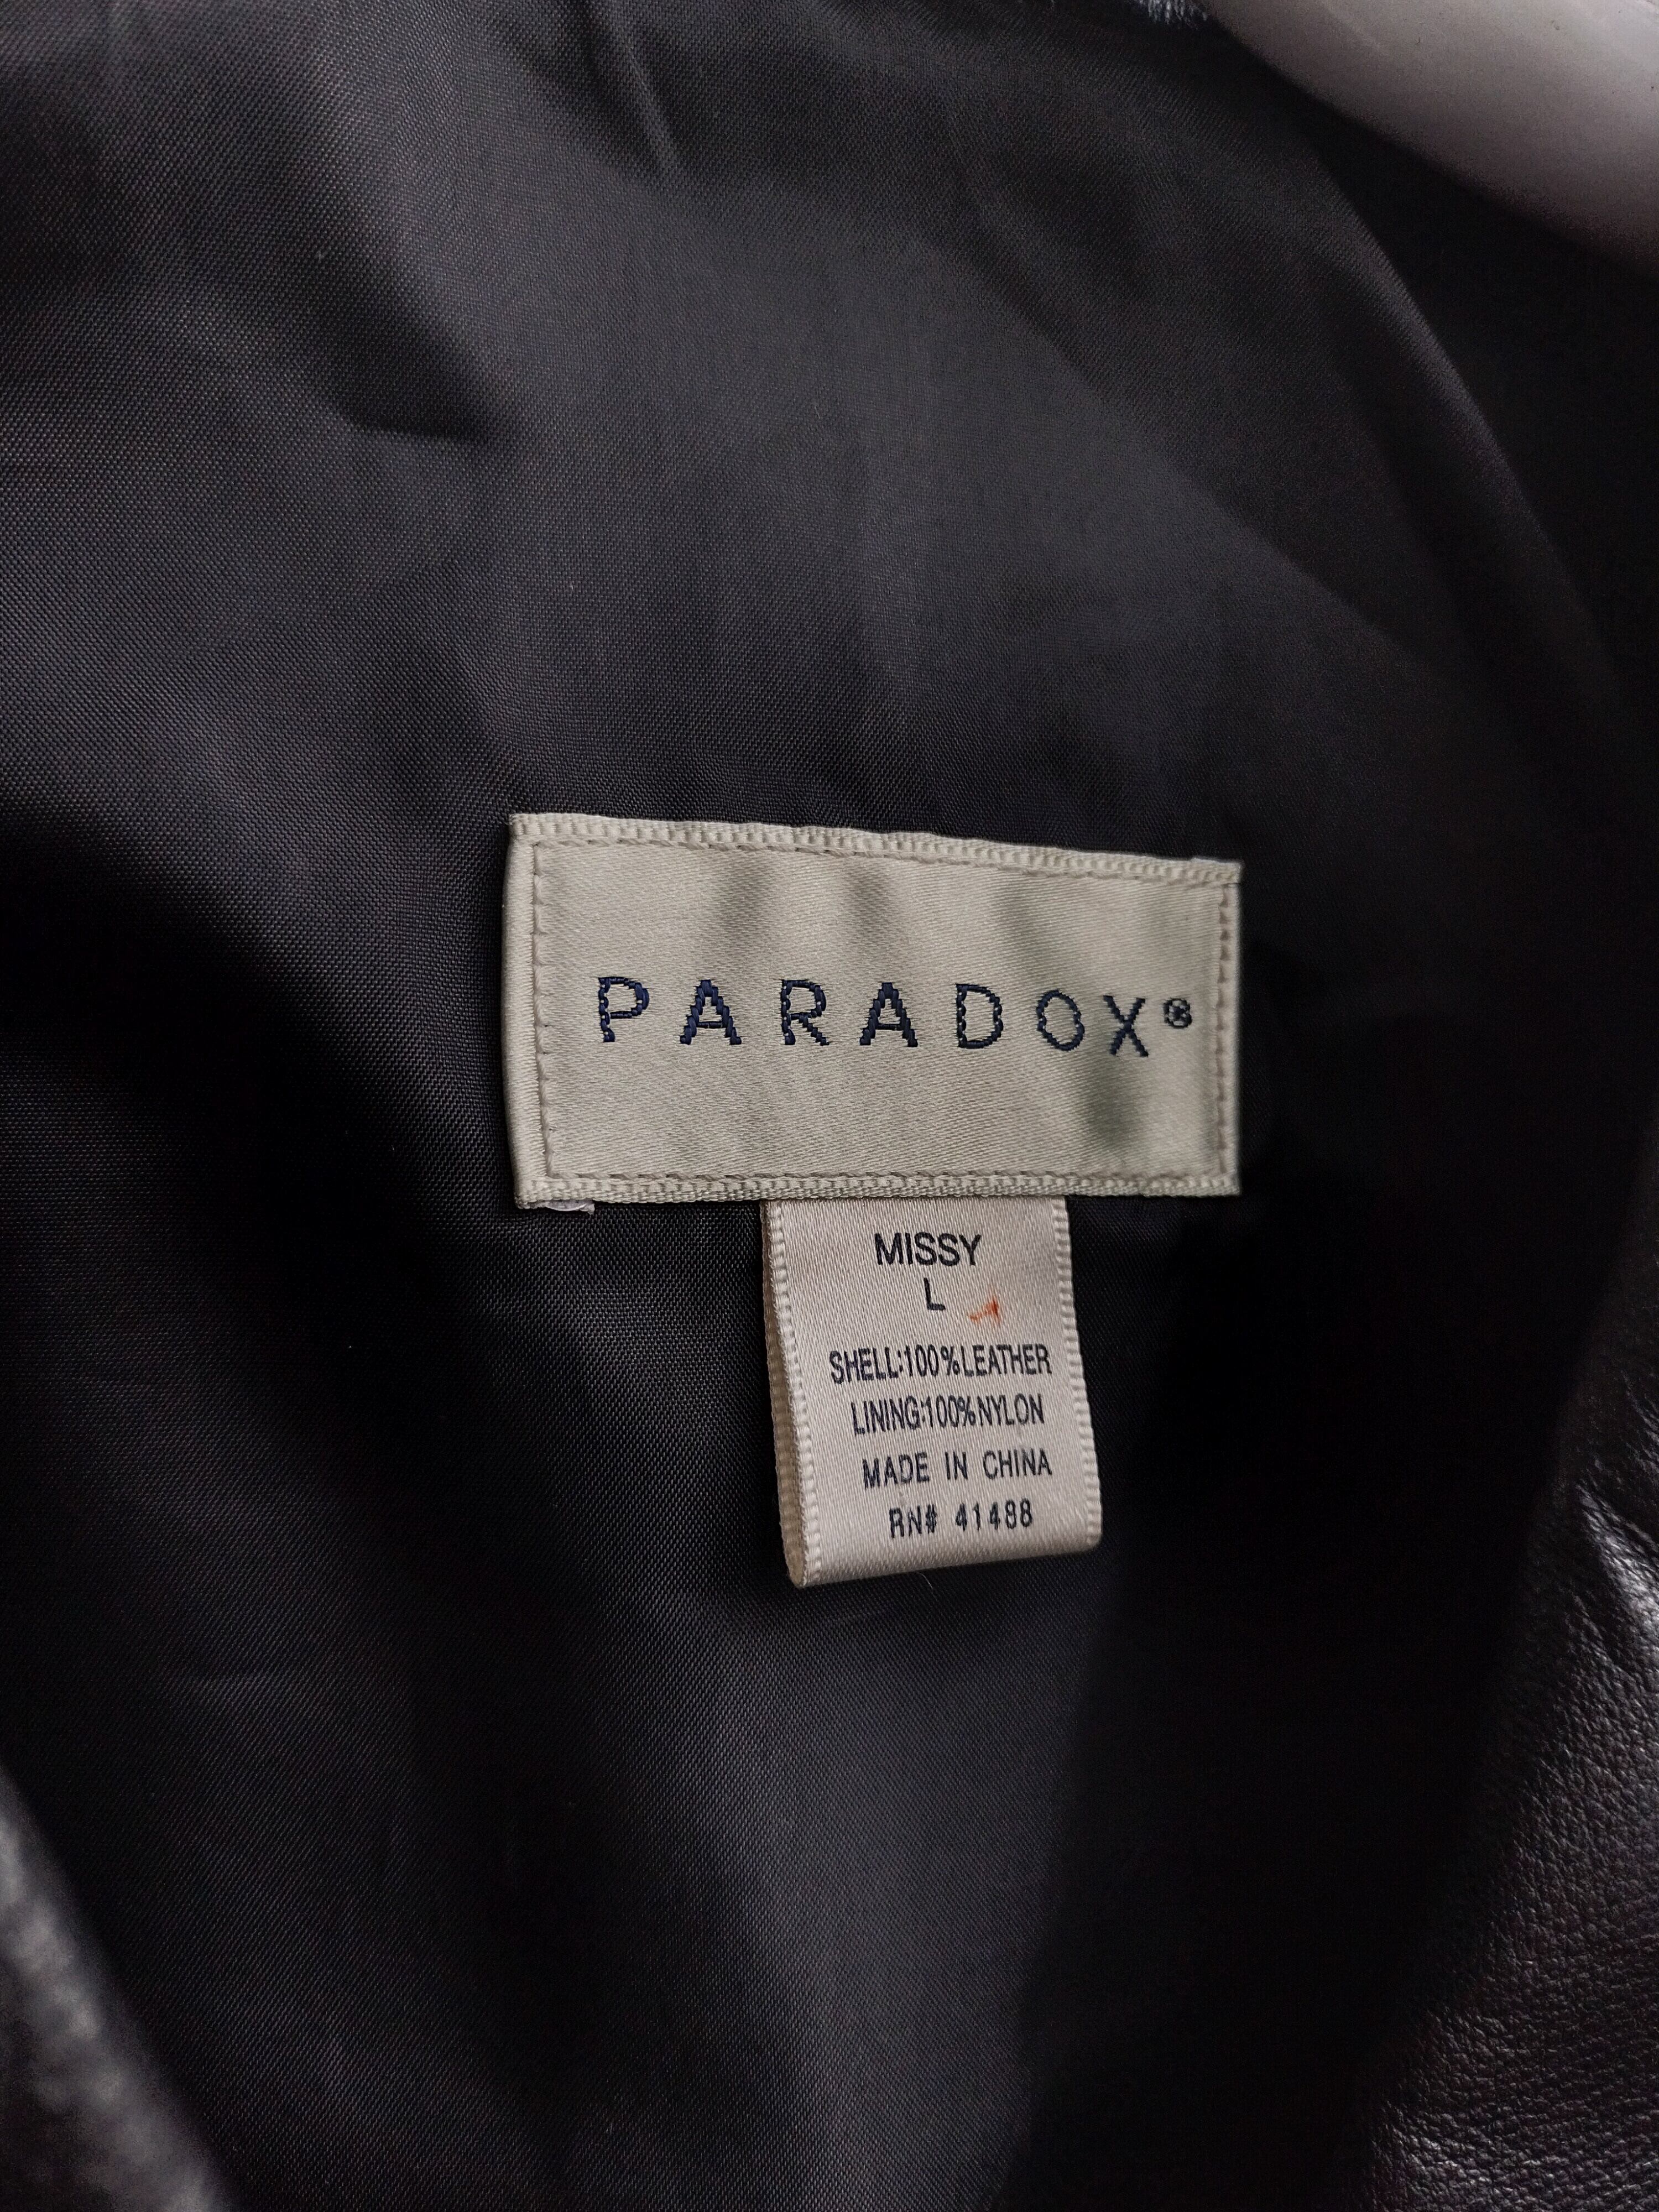 PARADOX®
MISSY
L
SHELL:100%LEATHER
LINING:100%NYLON
MADE IN CHINA
RN# 41488